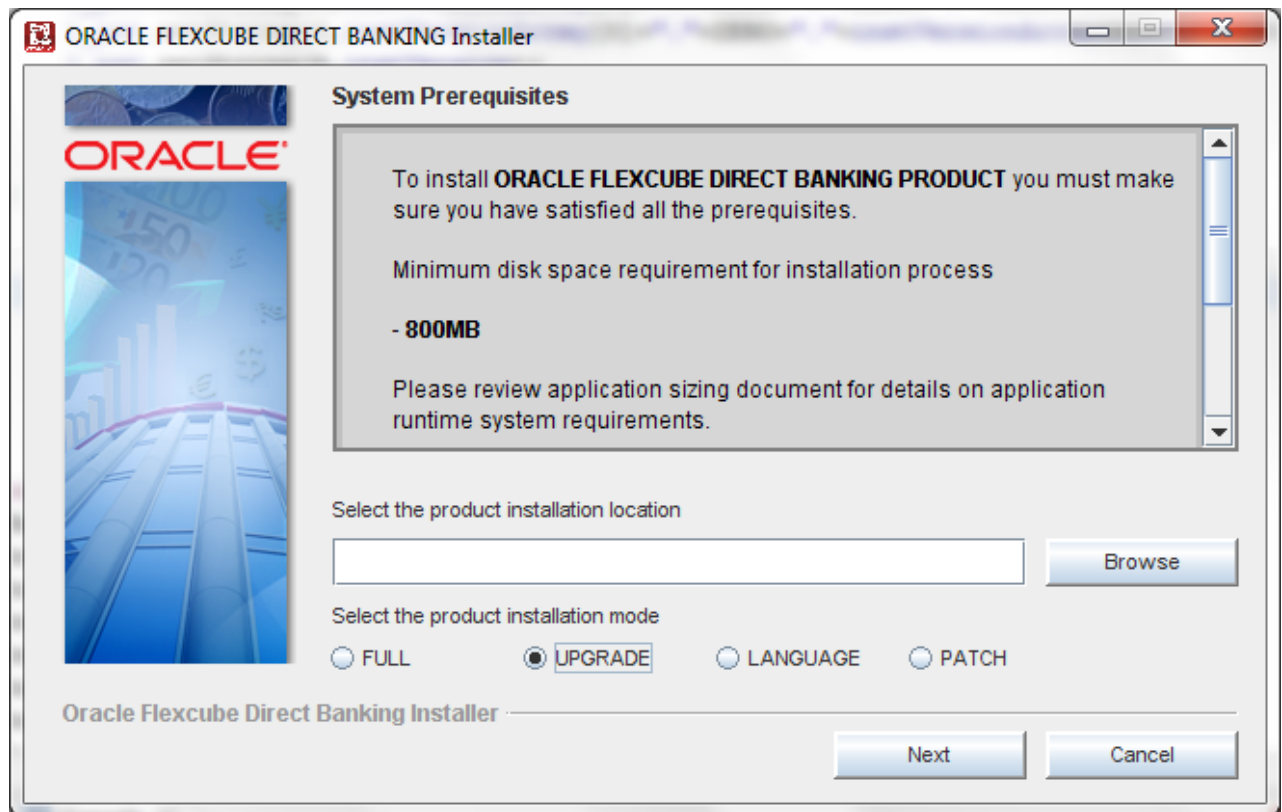 ORACLE FLEXCUBE DIRECT BANKING Installer
ORACLE
System Prerequisites
To install ORACLE FLEXCUBE DIRECT BANKING PRODUCT you must make
sure you have satisfied all the prerequisites.
Minimum disk space requirement for installation process
- 800MB
Please review application sizing document for details on application
runtime system requirements.
Select the product installation location
Browse
Select the product installation mode
FULL UPGRADE LANGUAGE PATCH
Oracle Flexcube Direct Banking Installer
Next Cancel